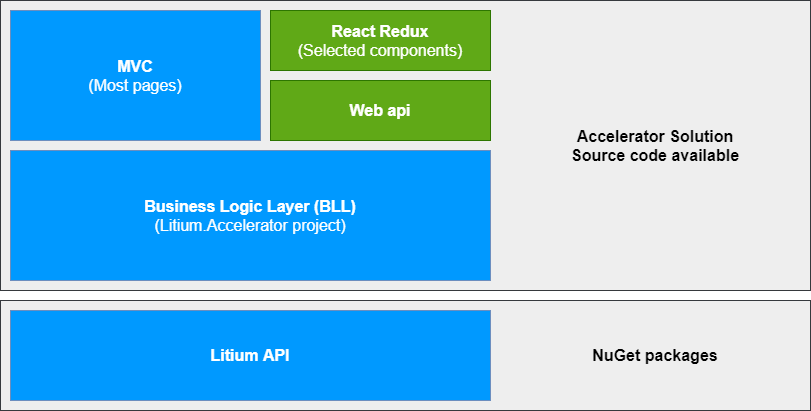 MVC
(Most pages)
React Redux
(Selected components)
Web api
Accelerator Solution
Source code available
Business Logic Layer (BLL)
(Litium.Accelerator project)
Litium API
NuGet packages